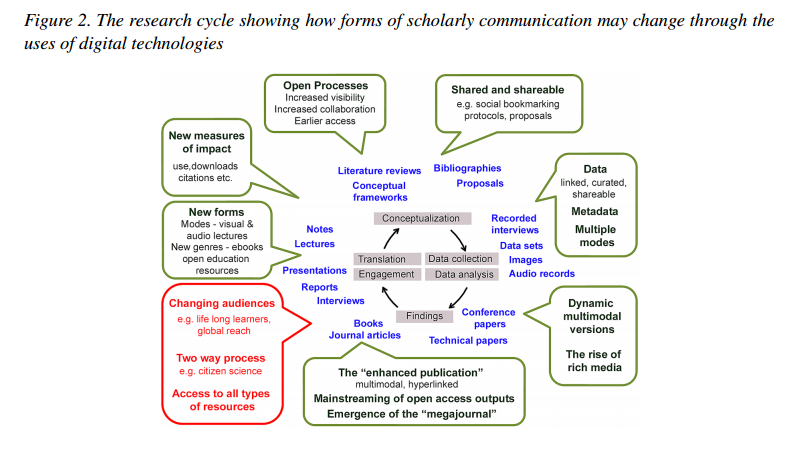 Figure 2. The research cycle showing how forms of scholarly communication may change through the
uses of digital technologies
Open Processes
Increased visibility
Increased collaboration
Earlier access
Shared and shareable
e.g. social bookmarking
protocols, proposals
New measures
of impact
use,downloads
citations etc.
Literature reviews
Conceptual
frameworks
Bibliographies
Proposals
Data
linked, curated,
shareable
Metadata
Multiple
modes
New forms
Modes - visual &
audio lectures
New genres - ebooks
open education
resources
Notes
Lectures
Presentations
Reports
Interviews
Conceptualization
Translation
Engagement
Data collection
Data analysis
Findings
Recorded
interviews
Data sets
Images
Audio records
Changing audiences
e.g. life long learners,
global reach
Two way process
e.g. citizen science
Access to all types
of resources
Books
Journal articles
Conference
papers
Technical papers
Dynamic
multimodal
versions
The rise of
rich media
The “enhanced publication”
multimodal, hyperlinked
Mainstreaming of open access outputs
Emergence of the “megajournal”